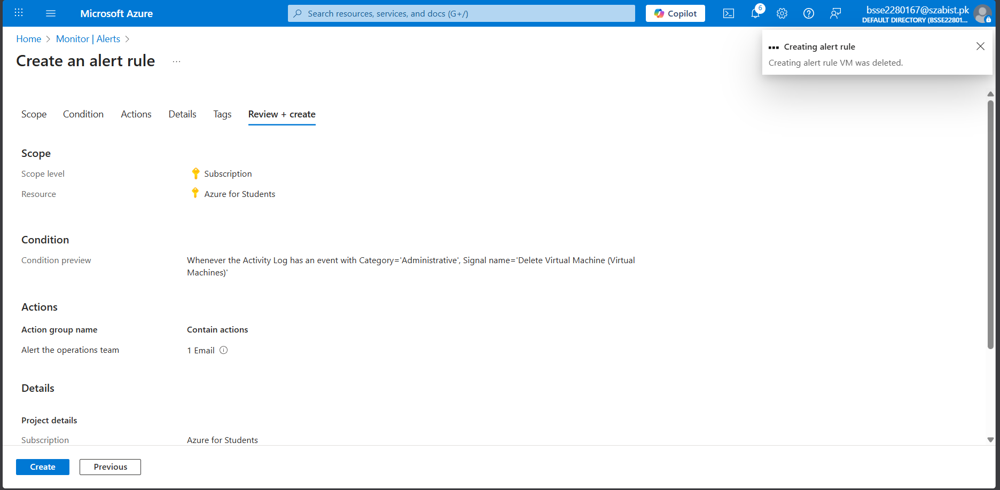 Microsoft Azure
Search resources, services, and docs (G+/)
Copilot
6
bsse2280167@szabist.pk
DEFAULT DIRECTORY (BSSE22801...
Home > Monitor | Alerts >
Create an alert rule ...
Creating alert rule
Creating alert rule VM was deleted.
Scope Condition Actions Details Tags Review + create
Scope
Scope level Subscription
Resource Azure for Students
Condition
Condition preview Whenever the Activity Log has an event with Category='Administrative', Signal name='Delete Virtual Machine (Virtual
Machines)'
Actions
Action group name Contain actions
Alert the operations team 1 Email
Details
Project details
Subscription Azure for Students
Create Previous